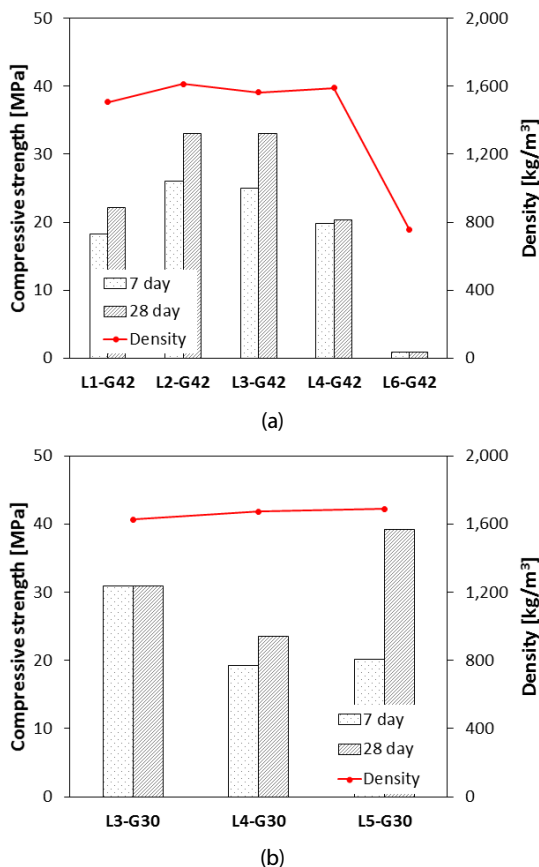 50
40
30
20
10
0
Compressive strength [MPa]
2,000
1,600
1,200
800
400
0
Density [kg/m³]
7 day
28 day
Density
L1-G42 L2-G42 L3-G42 L4-G42 L6-G42
(a)
50
40
30
20
10
0
Compressive strength [MPa]
2,000
1,600
1,200
800
400
0
Density [kg/m³]
7 day
28 day
Density
L3-G30 L4-G30 L5-G30
(b)